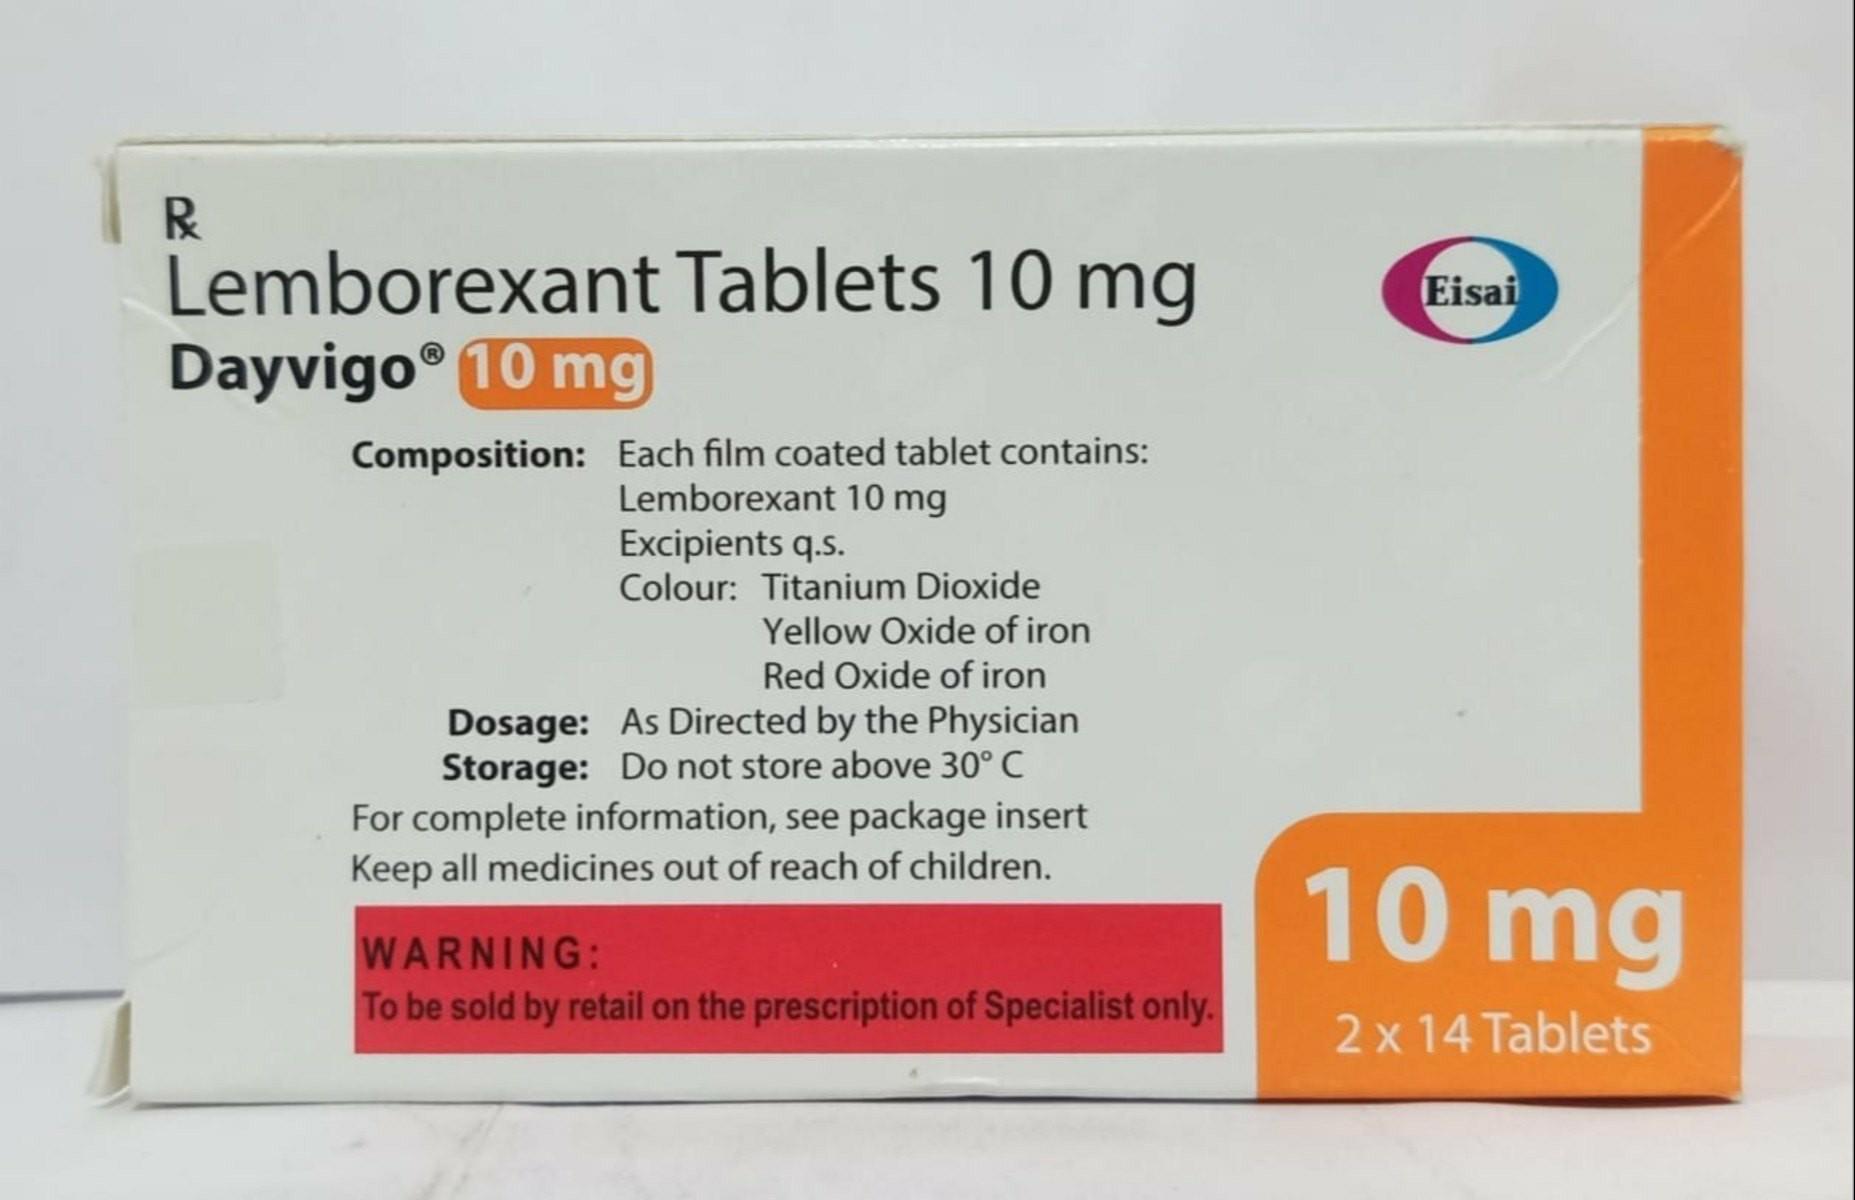 Rx
Lemborexant Tablets 10 mg
Dayvigo® 10 mg
Eisai
Composition: Each film coated tablet contains:
Lemborexant 10 mg
Excipients q.s.
Colour: Titanium Dioxide
Yellow Oxide of iron
Red Oxide of iron
Dosage: As Directed by the Physician
Storage: Do not store above 30° C
For complete information, see package insert
Keep all medicines out of reach of children.
WARNING:
To be sold by retail on the prescription of Specialist only.
10 mg
2 x 14 Tablets